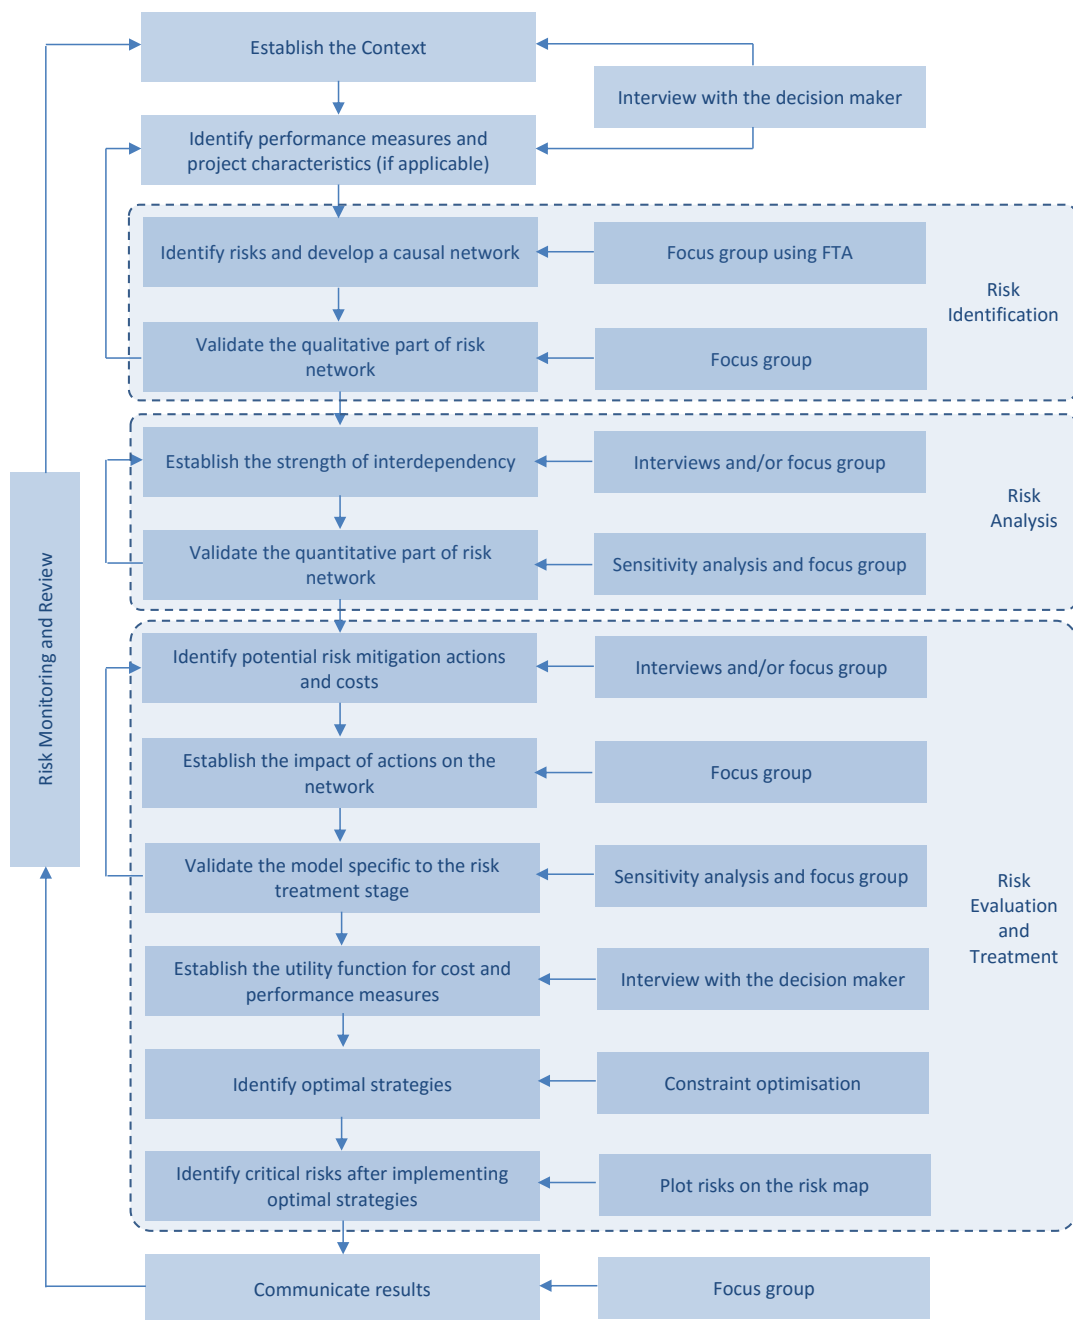 Establish the Context
Interview with the decision maker
Identify performance measures and
project characteristics (if applicable)
Identify risks and develop a causal network
Focus group using FTA
Risk
Identification
Validate the qualitative part of risk
network
Focus group
Establish the strength of interdependency
Interviews and/or focus group
Risk
Analysis
Validate the quantitative part of risk
network
Sensitivity analysis and focus group
Risk Monitoring and Review
Identify potential risk mitigation actions
and costs
Interviews and/or focus group
Establish the impact of actions on the
network
Focus group
Validate the model specific to the risk
treatment stage
Sensitivity analysis and focus group
Risk
Evaluation
and
Treatment
Establish the utility function for cost and
performance measures
Interview with the decision maker
Identify optimal strategies
Constraint optimisation
Identify critical risks after implementing
optimal strategies
Plot risks on the risk map
Communicate results
Focus group